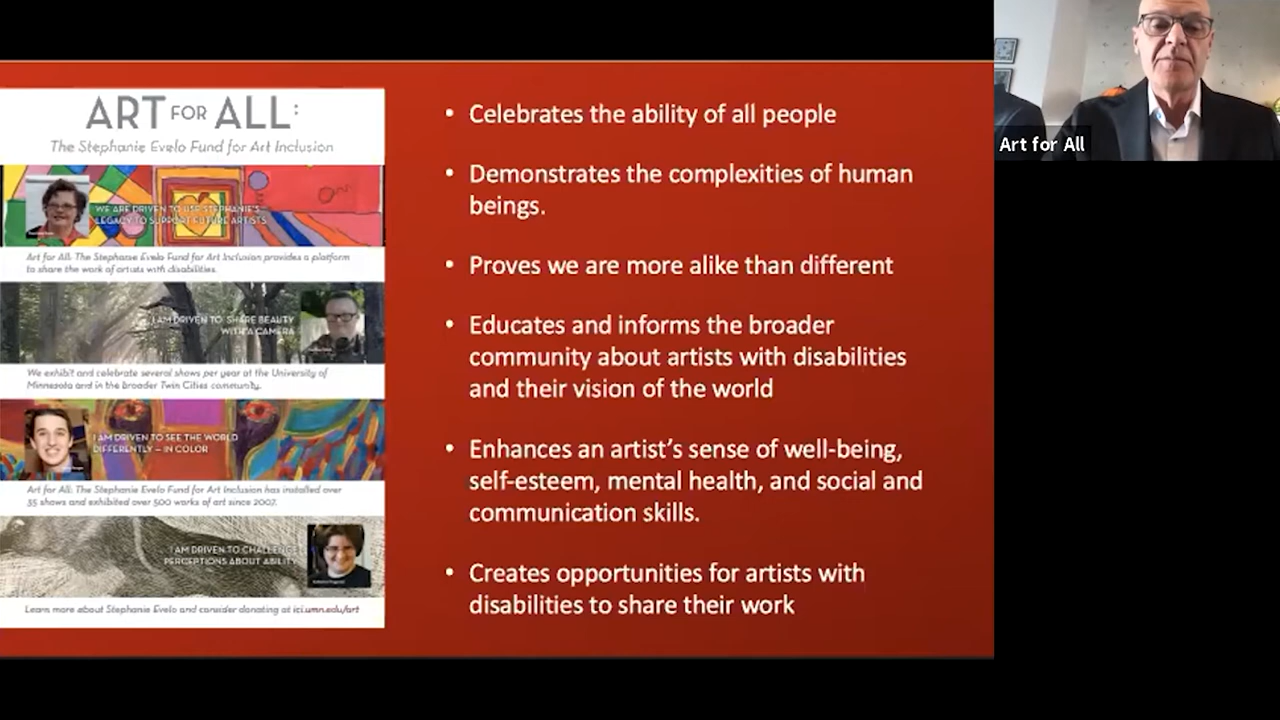 ART FOR ALL:
The Stephanie Evelo Fund for Art Inclusion
WE ARE DRIVEN TO USE STEPHANIE'S
LEGACY TO SUPPORT FUTURE ARTISTS
Art for All: The Stephanie Evelo Fund for Art Inclusion provides a platform
to share the work of artists with disabilities.
I AM DRIVEN TO SHARE BEAUTY
WITH A CAMERA
We exhibit and celebrate several shows per year at the University of
Minnesota and in the broader Twin Cities community.
I AM DRIVEN TO SEE THE WORLD
DIFFERENTLY – IN COLOR
Art for All: The Stephanie Evelo Fund for Art Inclusion has installed over
35 shows and exhibited over 500 works of art since 2007.
I AM DRIVEN TO CHALLENGE
PERCEPTIONS ABOUT ABILITY
Learn more about Stephanie Evelo and consider donating at ici.umn.edu/art
• Celebrates the ability of all people
• Demonstrates the complexities of human
beings.
• Proves we are more alike than different
• Educates and informs the broader
community about artists with disabilities
and their vision of the world
• Enhances an artist's sense of well-being,
self-esteem, mental health, and social and
communication skills.
• Creates opportunities for artists with
disabilities to share their work
Art for All